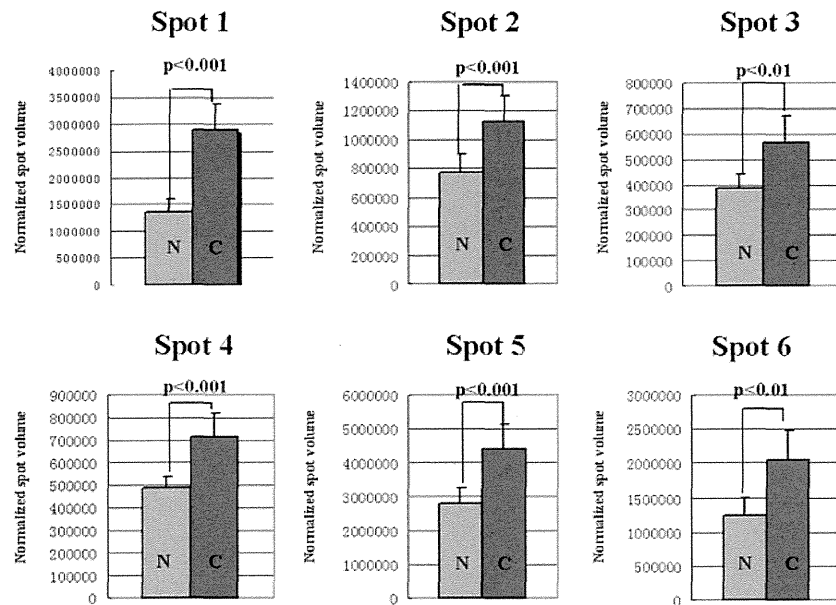 Spot 1
p<0.001
Normalized spot volume
4000000
3500000
3000000
2500000
2000000
1500000
1000000
500000
0
N
C
Spot 2
p<0.001
Normalized spot volume
1400000
1200000
1000000
800000
600000
400000
200000
0
N
C
Spot 3
p<0.01
Normalized spot volume
800000
700000
600000
500000
400000
300000
200000
100000
0
N
C
Spot 4
p<0.001
Normalized spot volume
900000
800000
700000
600000
500000
400000
300000
200000
100000
0
N
C
Spot 5
p<0.001
Normalized spot volume
6000000
5000000
4000000
3000000
2000000
1000000
0
N
C
Spot 6
p<0.01
Normalized spot volume
3000000
2500000
2000000
1500000
1000000
500000
0
N
C